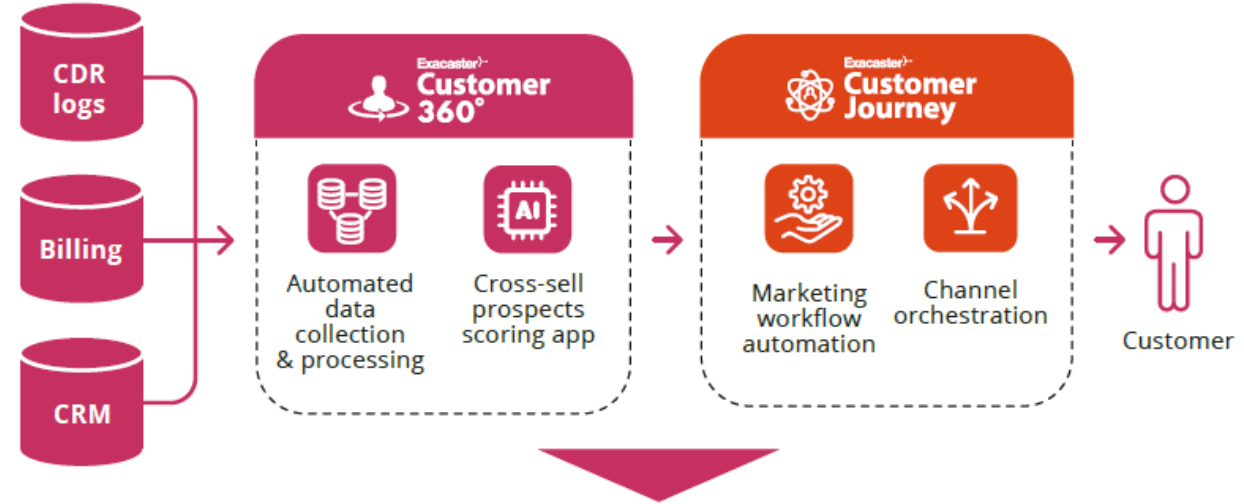 CDR
logs
Billing
CRM
Exacaster
Customer
360°
Automated
data
collection
& processing
AI
Cross-sell
prospects
scoring app
Exacaster
Customer
Journey
Marketing
workflow
automation
Channel
orchestration
Customer